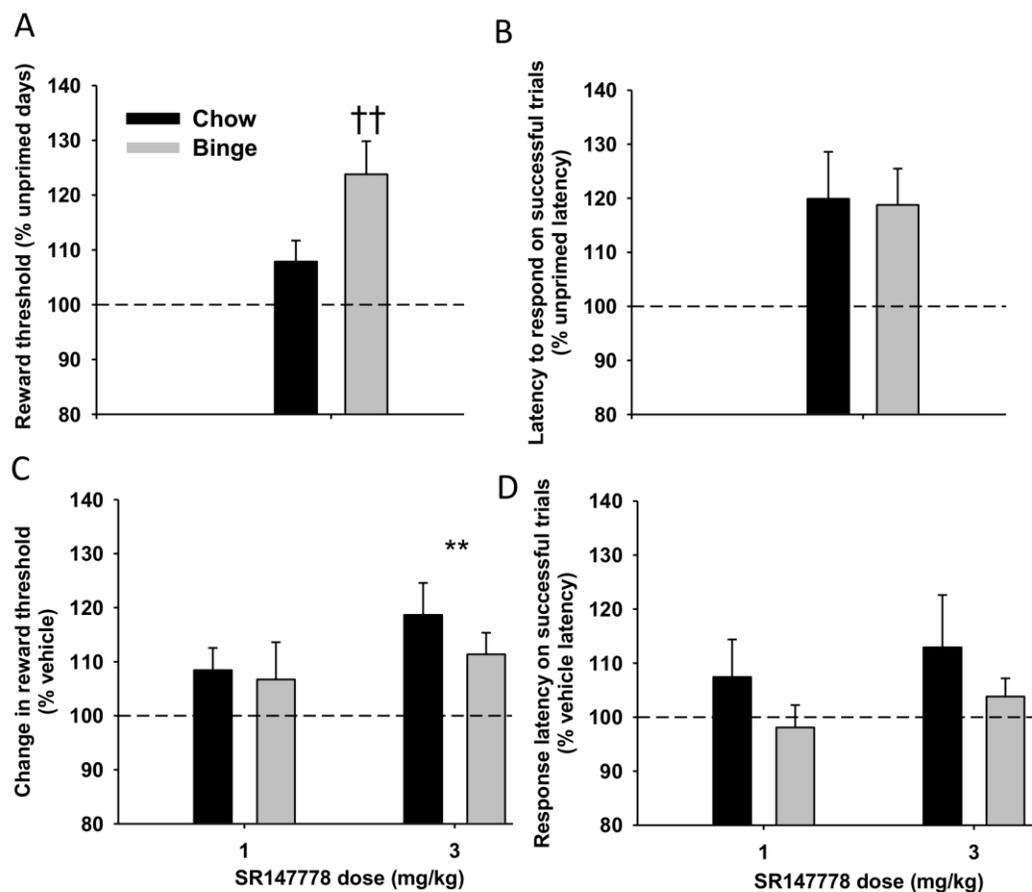 A
Reward threshold (% unprimed days)
140
130
120
110
100
90
80
Chow
Binge
††
B
Latency to respond on successful trials
(% unprimed latency)
140
130
120
110
100
90
80
C
Change in reward threshold
(% vehicle)
140
130
120
110
100
90
80
**
1
3
SR147778 dose (mg/kg)
D
Response latency on successful trials
(% vehicle latency)
140
130
120
110
100
90
80
1
3
SR147778 dose (mg/kg)